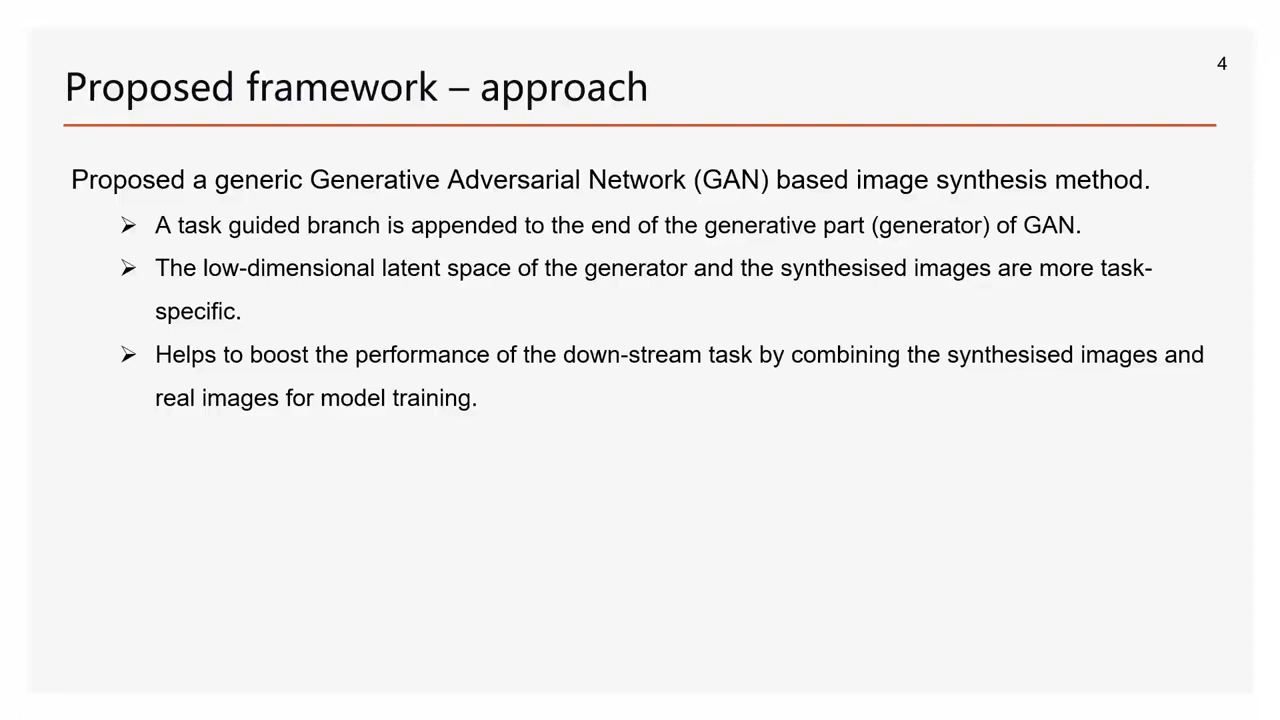 4
Proposed framework – approach
Proposed a generic Generative Adversarial Network (GAN) based image synthesis method.
➢ A task guided branch is appended to the end of the generative part (generator) of GAN.
➢ The low-dimensional latent space of the generator and the synthesised images are more task-
specific.
➢ Helps to boost the performance of the down-stream task by combining the synthesised images and
real images for model training.